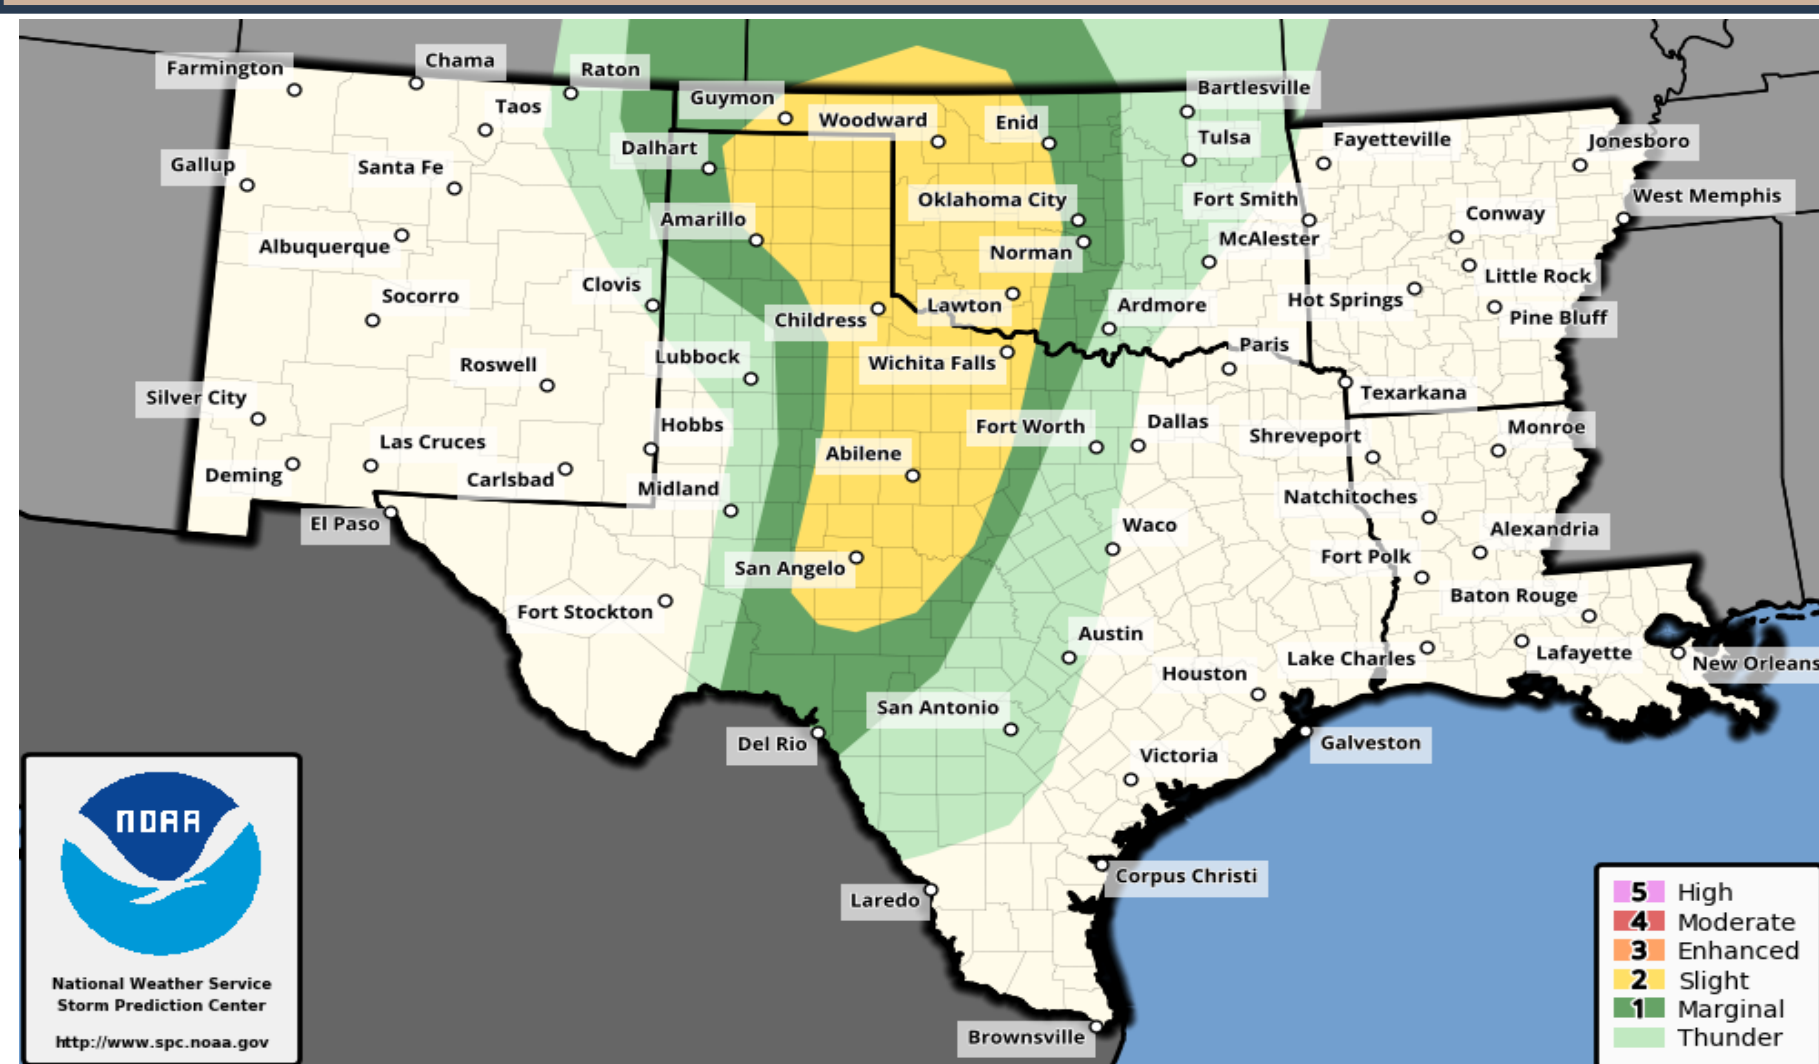 Farmington
Chama
Raton
Taos
Guymon
Woodward
Enid
Bartlesville
Tulsa
Fayetteville
Jonesboro
Gallup
Santa Fe
Dalhart
Oklahoma City
Fort Smith
West Memphis
Albuquerque
Amarillo
Norman
McAlester
Conway
Little Rock
Socorro
Clovis
Childress
Lawton
Ardmore
Hot Springs
Pine Bluff
Roswell
Lubbock
Wichita Falls
Paris
Silver City
Texarkana
Las Cruces
Hobbs
Fort Worth
Dallas
Shreveport
Monroe
Deming
Carlsbad
Midland
Abilene
Natchitoches
El Paso
Waco
Alexandria
San Angelo
Fort Polk
Fort Stockton
Baton Rouge
Austin
Lake Charles
Lafayette
New Orleans
Houston
San Antonio
Del Rio
Galveston
Victoria
Corpus Christi
Laredo
Brownsville
NOAA
National Weather Service
Storm Prediction Center
http://www.spc.noaa.gov
5 High
4 Moderate
3 Enhanced
2 Slight
1 Marginal
Thunder